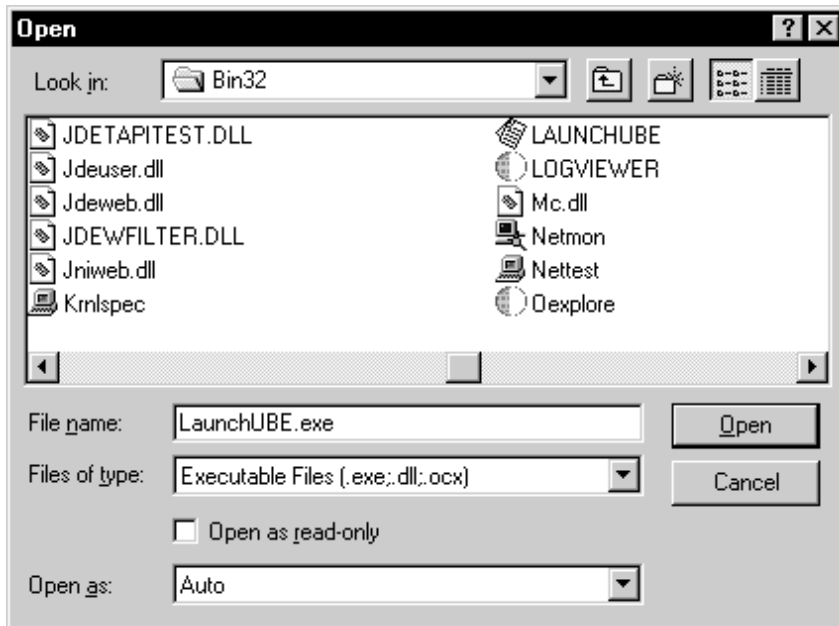 Open
Look in: Bin32
JDETAPITEST.DLL LAUNCHUBE
Jdeuser.dll LOGVIEWER
Jdeweb.dll Mc.dll
JDEWFILTER.DLL Netmon
Jniweb.dll Nettest
Krnlspec Oexplore
File name: LaunchUBE.exe Open
Files of type: Executable Files (.exe;.dll;.ocx) Cancel
Open as read-only
Open as: Auto